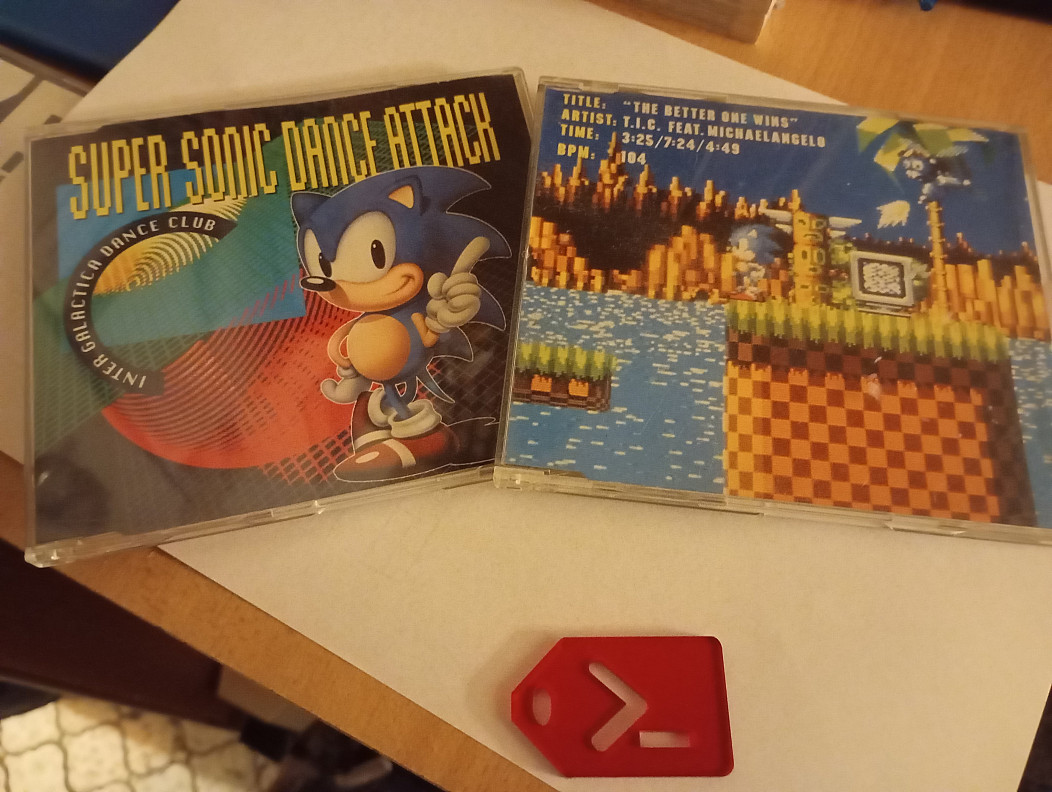 SUPER SONIC DANCE ATTACK
INTER GALACTICA DANCE CLUB
TITLE: "THE BETTER ONE WINS"
ARTIST: T.I.C. FEAT. MICHAELANGELO
TIME: 3:25/7:24/4:49
BPM: 104
>_